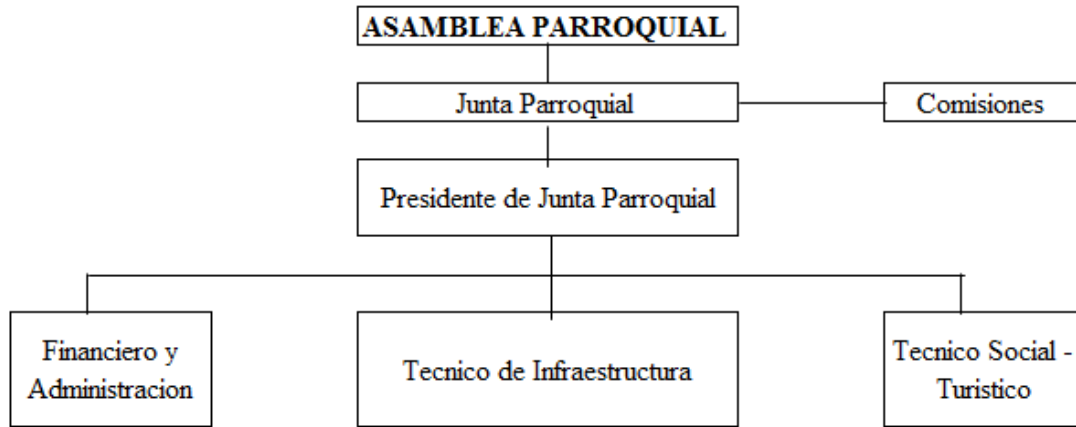 ASAMBLEA PARROQUIAL
Junta Parroquial
Comisiones
Presidente de Junta Parroquial
Financiero y
Administracion
Tecnico de Infraestructura
Tecnico Social -
Turistico